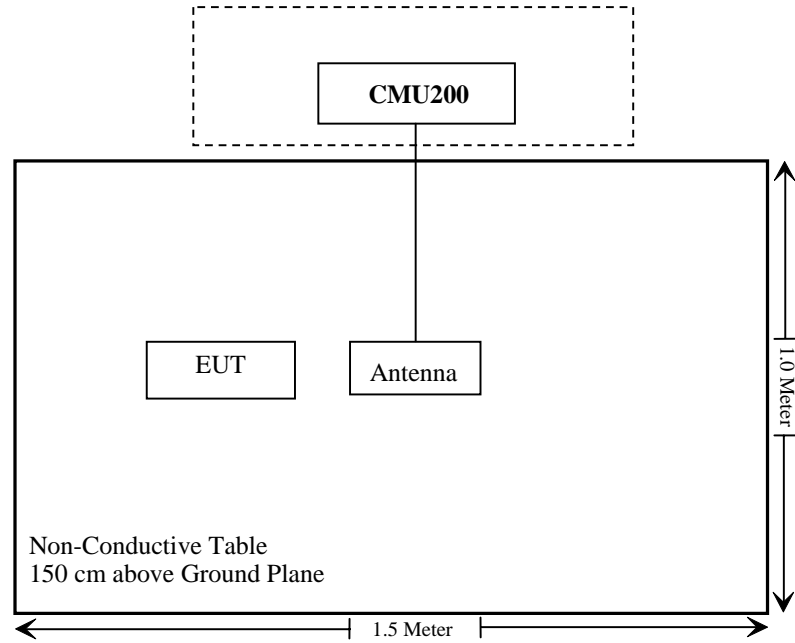 CMU200
EUT
Antenna
1.0 Meter
Non-Conductive Table
150 cm above Ground Plane
1.5 Meter